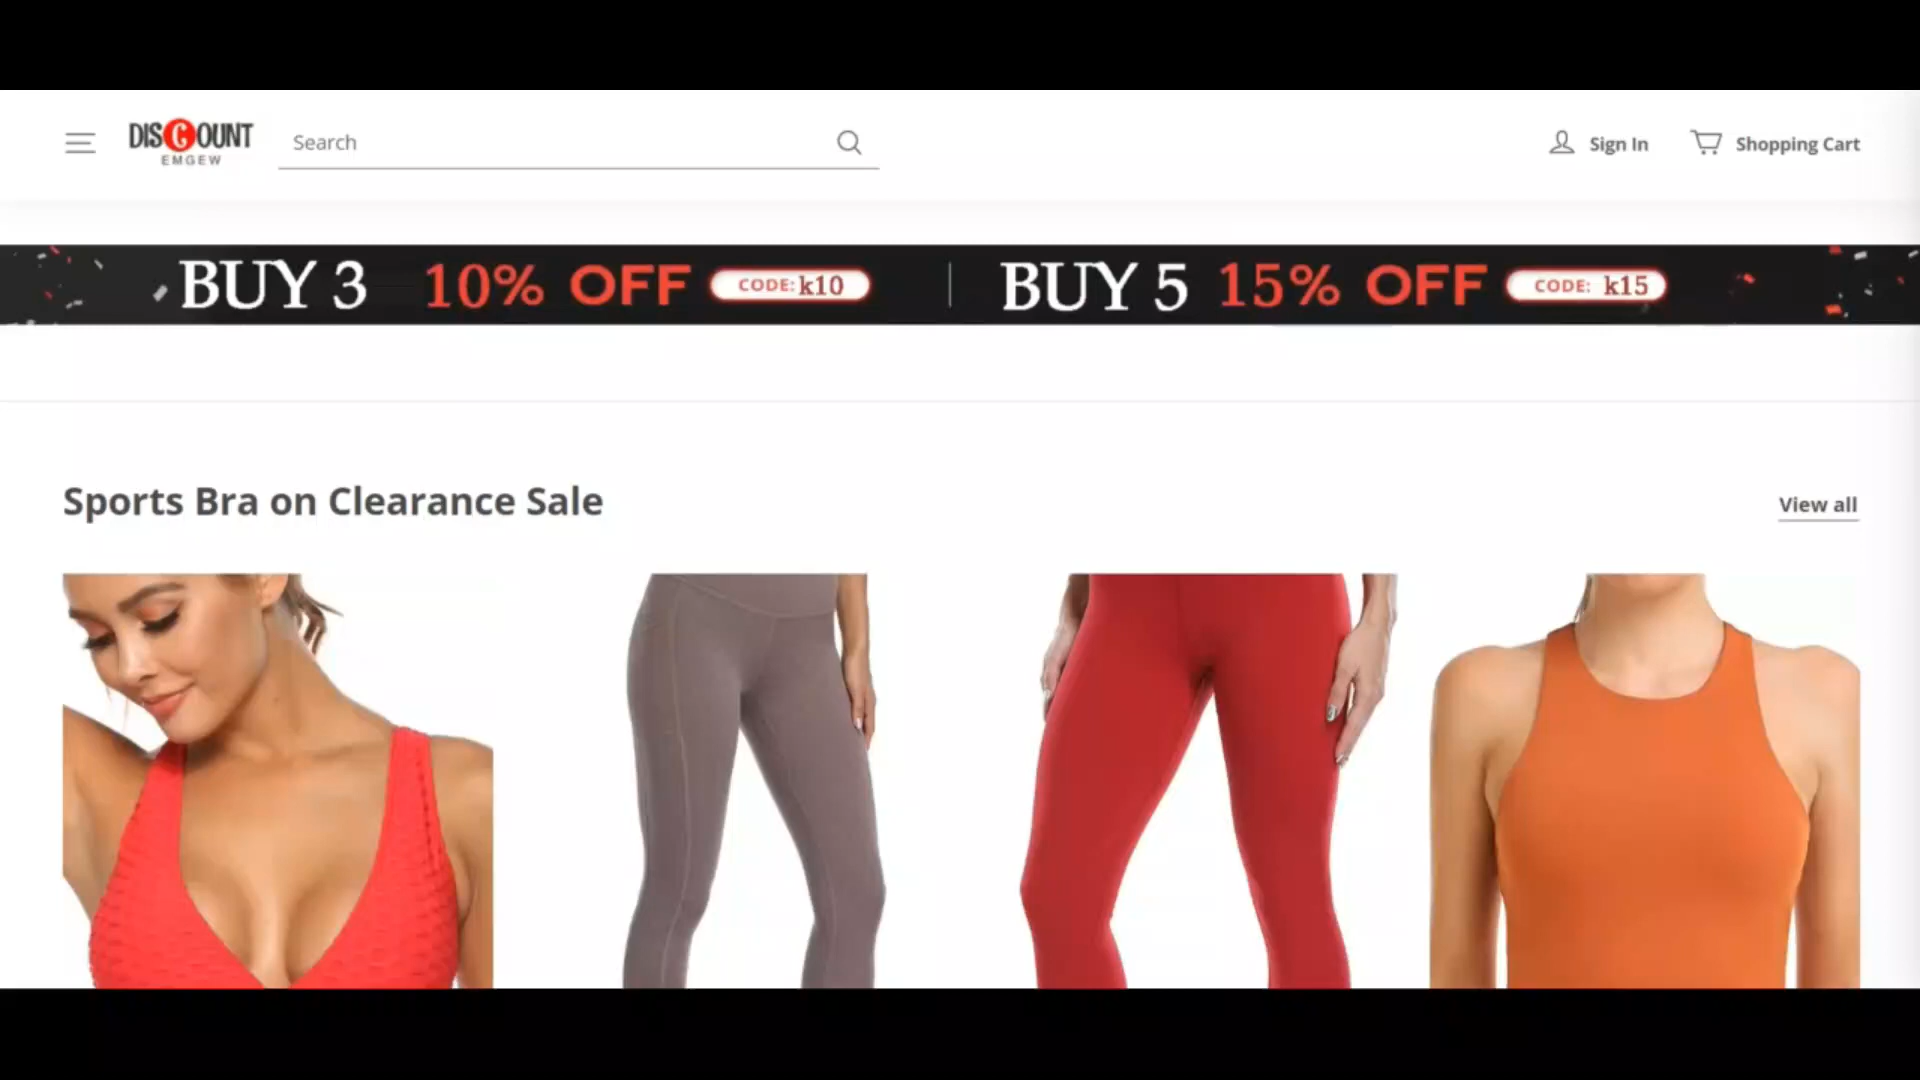 DISCOUNT
EMGEW
Search
Sign In
Shopping Cart
BUY 3 10% OFF CODE: k10
BUY 5 15% OFF CODE: k15
Sports Bra on Clearance Sale
View all